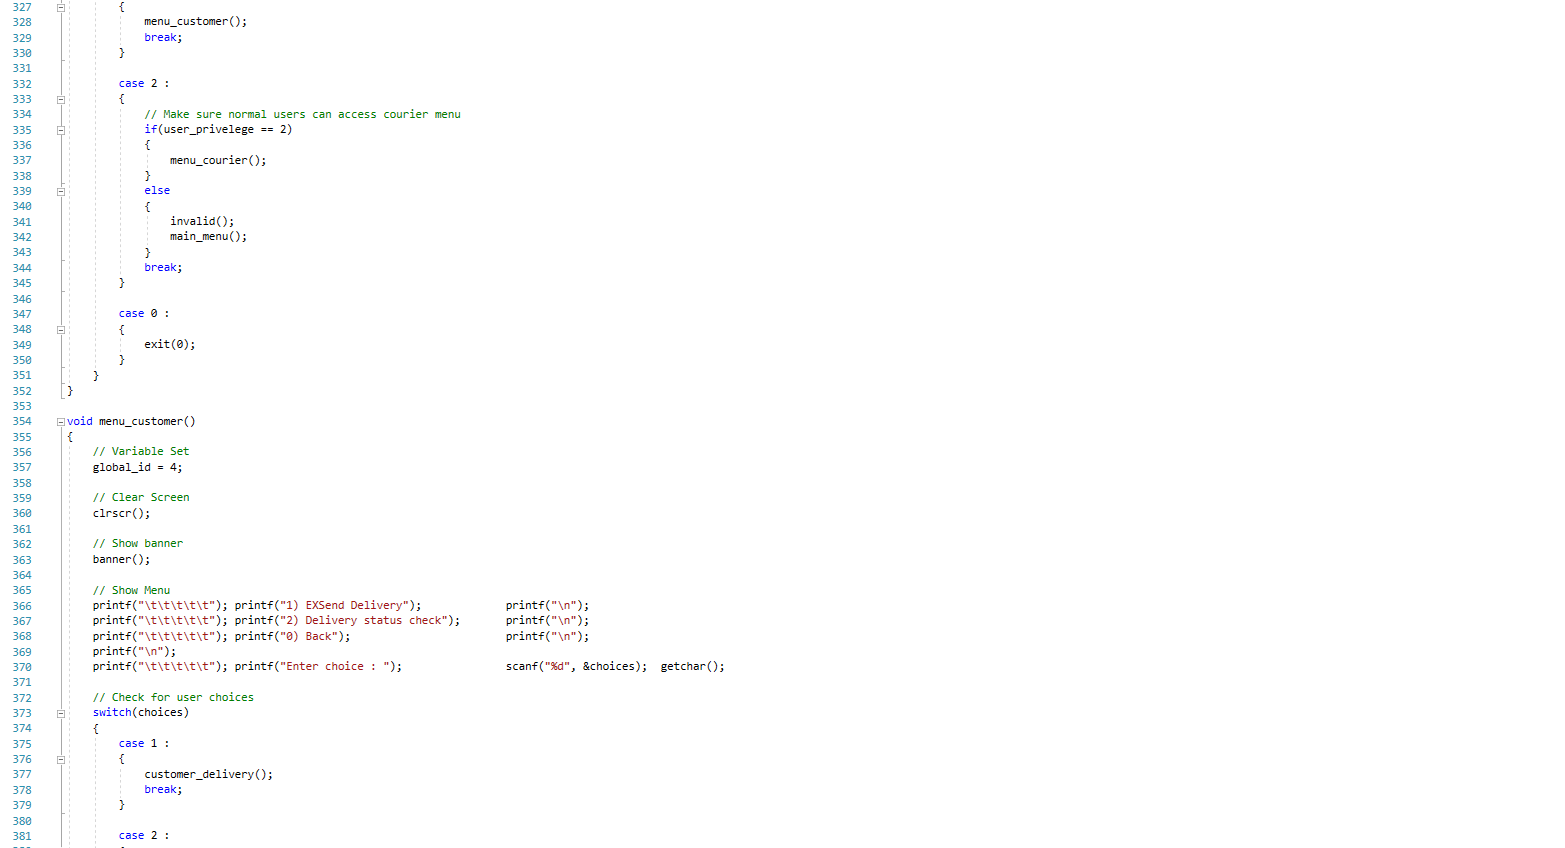 327 {
328 menu_customer();
329 break;
330 }
331
332 case 2 :
333 {
334 // Make sure normal users can access courier menu
335 if(user_privelege == 2)
336 {
337 menu_courier();
338 }
339 else
340 {
341 invalid();
342 main_menu();
343 }
344 break;
345 }
346
347 case 0 :
348 {
349 exit(0);
350 }
351 }
352 }
353
354 void menu_customer()
355 {
356 // Variable Set
357 global_id = 4;
358
359 // Clear Screen
360 clrscr();
361
362 // Show banner
363 banner();
364
365 // Show Menu
366 printf("\t\t\t\t\t"); printf("1) EXSend Delivery"); printf("\n");
367 printf("\t\t\t\t\t"); printf("2) Delivery status check"); printf("\n");
368 printf("\t\t\t\t\t"); printf("0) Back"); printf("\n");
369 printf("\n");
370 printf("\t\t\t\t\t"); printf("Enter choice : "); scanf("%d", &choices); getchar();
371
372 // Check for user choices
373 switch(choices)
374 {
375 case 1 :
376 {
377 customer_delivery();
378 break;
379 }
380
381 case 2 :